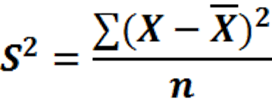 S² = ∑(X − X̄)² / n